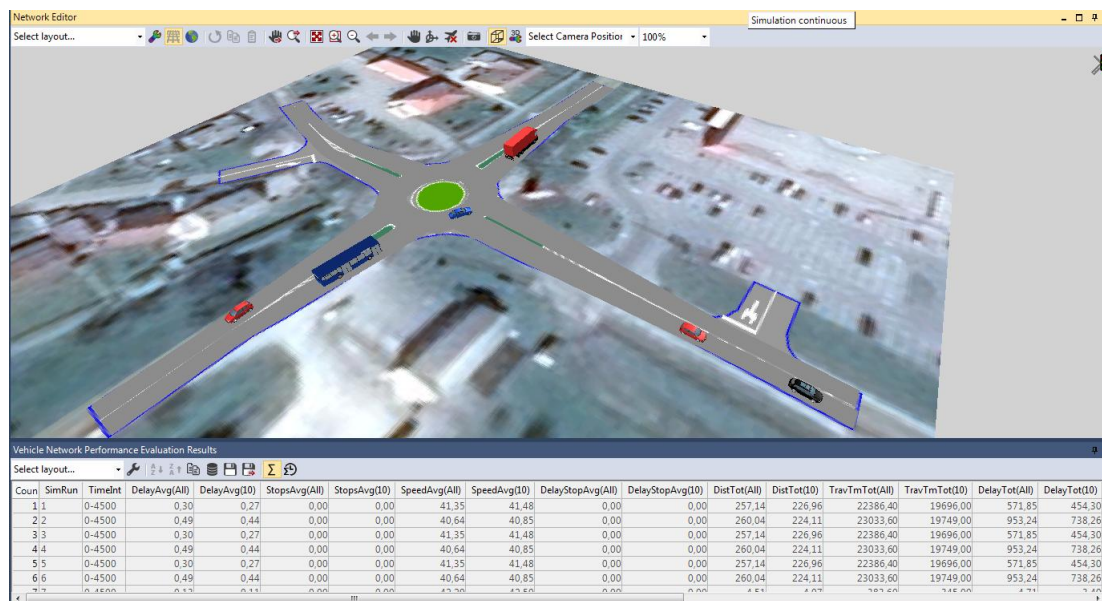 Network Editor
Simulation continuous
Select layout...
Select Camera Position
100%
Vehicle Network Performance Evaluation Results
Select layout...
Coun SimRun TimeInt DelayAvg(All) DelayAvg(10) StopsAvg(All) StopsAvg(10) SpeedAvg(All) SpeedAvg(10) DelayStopAvg(All) DelayStopAvg(10) DistTot(All) DistTot(10) TravTmTot(All) TravTmTot(10) DelayTot(All) DelayTot(10)
1 1 0-4500 0,30 0,27 0,00 0,00 41,35 41,48 0,00 0,00 257,14 226,96 22386,40 19696,00 571,85 454,30
2 2 0-4500 0,49 0,44 0,00 0,00 40,64 40,85 0,00 0,00 260,04 224,11 23033,60 19749,00 953,24 738,26
3 3 0-4500 0,30 0,27 0,00 0,00 41,35 41,48 0,00 0,00 257,14 226,96 22386,40 19696,00 571,85 454,30
4 4 0-4500 0,49 0,44 0,00 0,00 40,64 40,85 0,00 0,00 260,04 224,11 23033,60 19749,00 953,24 738,26
5 5 0-4500 0,30 0,27 0,00 0,00 41,35 41,48 0,00 0,00 257,14 226,96 22386,40 19696,00 571,85 454,30
6 6 0-4500 0,49 0,44 0,00 0,00 40,64 40,85 0,00 0,00 260,04 224,11 23033,60 19749,00 953,24 738,26